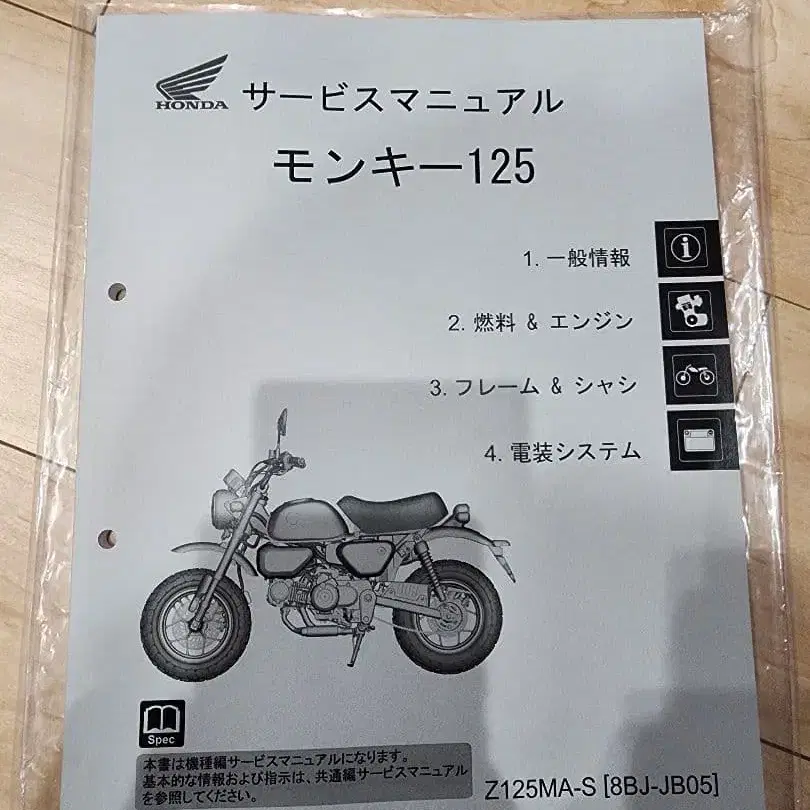 HONDA サービスマニュアル
モンキー125
1. 一般情報
2. 燃料 & エンジン
3. フレーム & シャシ
4. 電装システム
Spec
本書は機種編サービスマニュアルになります。
基本的な情報および指示は、共通編サービスマニュアル
を参照してください。
Z125MA-S [8BJ-JB05]